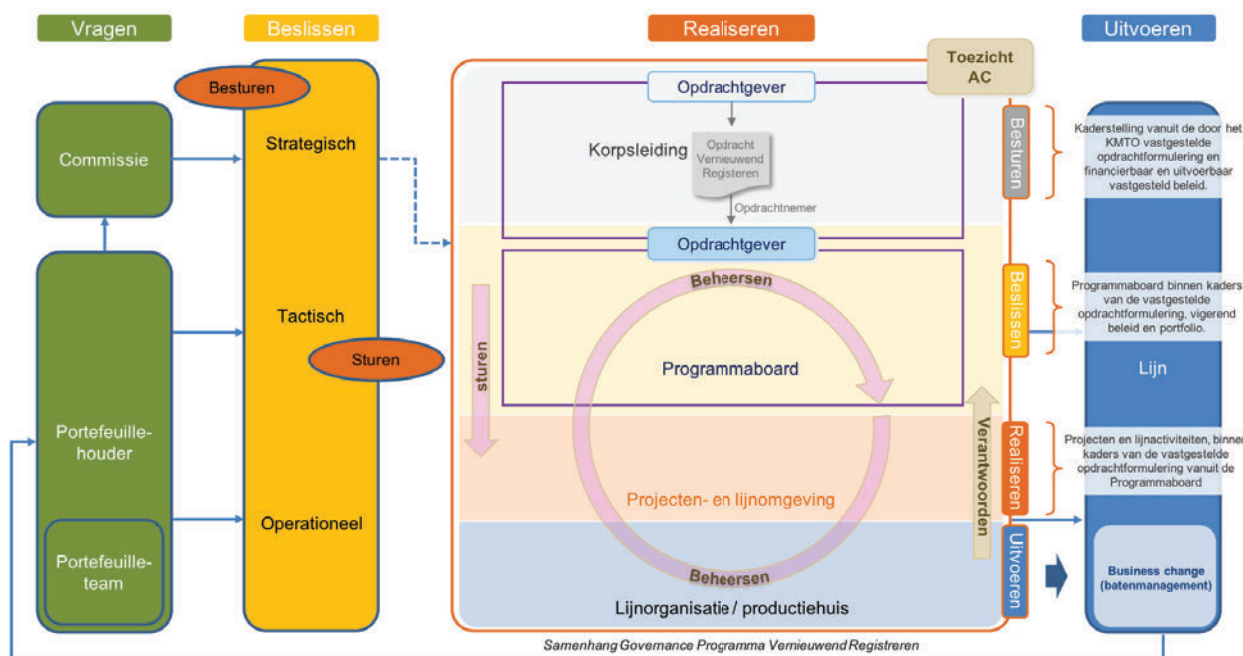 Vragen
Beslissen
Realiseren
Uitvoeren
Besturen
Toezicht
AC
Commissie
Strategisch
Opdrachtgever
Korpsleiding
Opdracht
Vernieuwend
Registeren
Opdrachtnemer
Opdrachtgever
Besturen
Kaderstelling vanuit de door het
KMTO vastgestelde
opdrachtformulering en
financierbaar en uitvoerbaar
vastgesteld beleid.
Beheersen
Tactisch
Sturen
sturen
Programmaboard
Beslissen
Programmaboard binnen kaders
van de vastgestelde
opdrachtformulering, vigerend
beleid en portfolio.
Lijn
Portefeuille-
houder
Verantwoorden
Realiseren
Projecten en lijnactiviteiten, binnen
kaders van de vastgestelde
opdrachtformulering vanuit de
Programmaboard
Projecten- en lijnomgeving
Operationeel
Portefeuille-
team
Beheersen
Uitvoeren
Business change
(batenmanagement)
Lijnorganisatie / productiehuis
Samenhang Governance Programma Vernieuwend Registreren